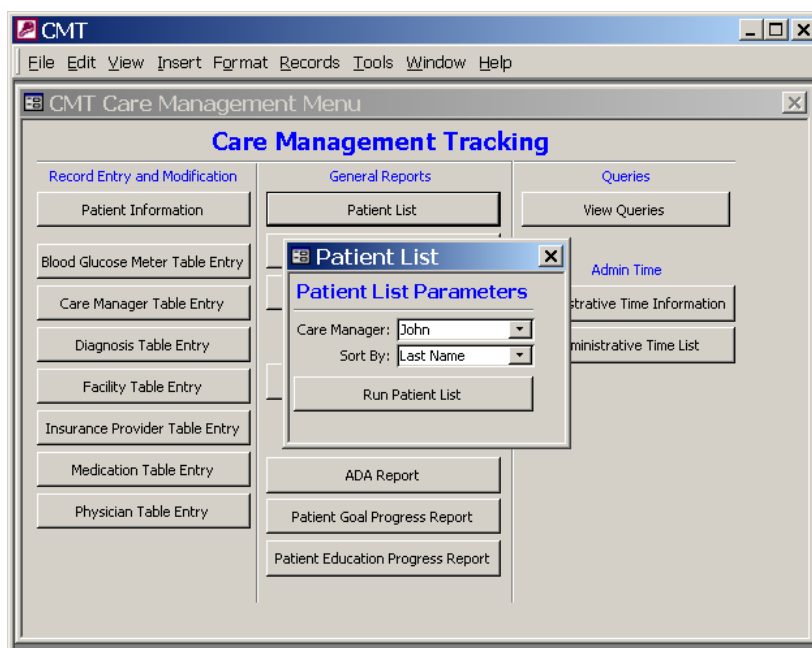 CMT
File Edit View Insert Format Records Tools Window Help
CMT Care Management Menu
Care Management Tracking
Record Entry and Modification
General Reports
Queries
Patient Information
Patient List
View Queries
Blood Glucose Meter Table Entry
Care Manager Table Entry
Diagnosis Table Entry
Facility Table Entry
Insurance Provider Table Entry
Medication Table Entry
Physician Table Entry
Patient List
Patient List Parameters
Care Manager: John
Sort By: Last Name
Run Patient List
ADA Report
Patient Goal Progress Report
Patient Education Progress Report
Admin Time
strative Time Information
ministrative Time List